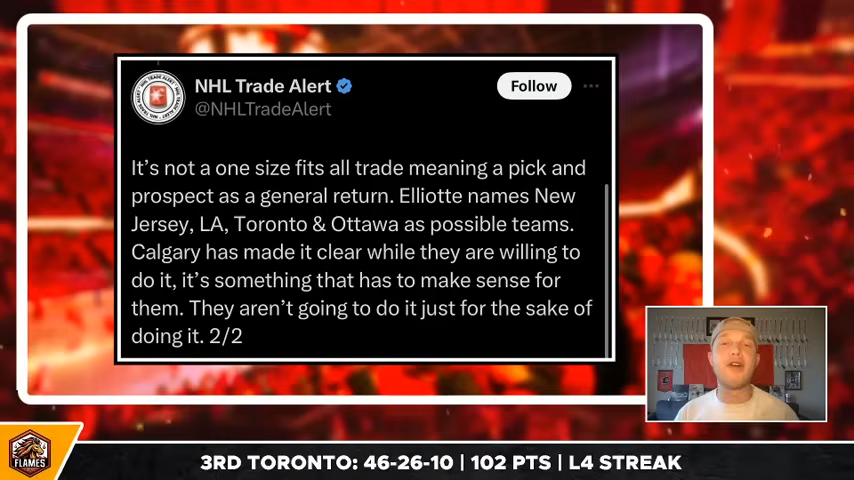 NHL Trade Alert
@NHLTradeAlert
Follow
It’s not a one size fits all trade meaning a pick and
prospect as a general return. Elliotte names New
Jersey, LA, Toronto & Ottawa as possible teams.
Calgary has made it clear while they are willing to
do it, it’s something that has to make sense for
them. They aren’t going to do it just for the sake of
doing it. 2/2
FLAMES
3RD TORONTO: 46-26-10 | 102 PTS | L4 STREAK